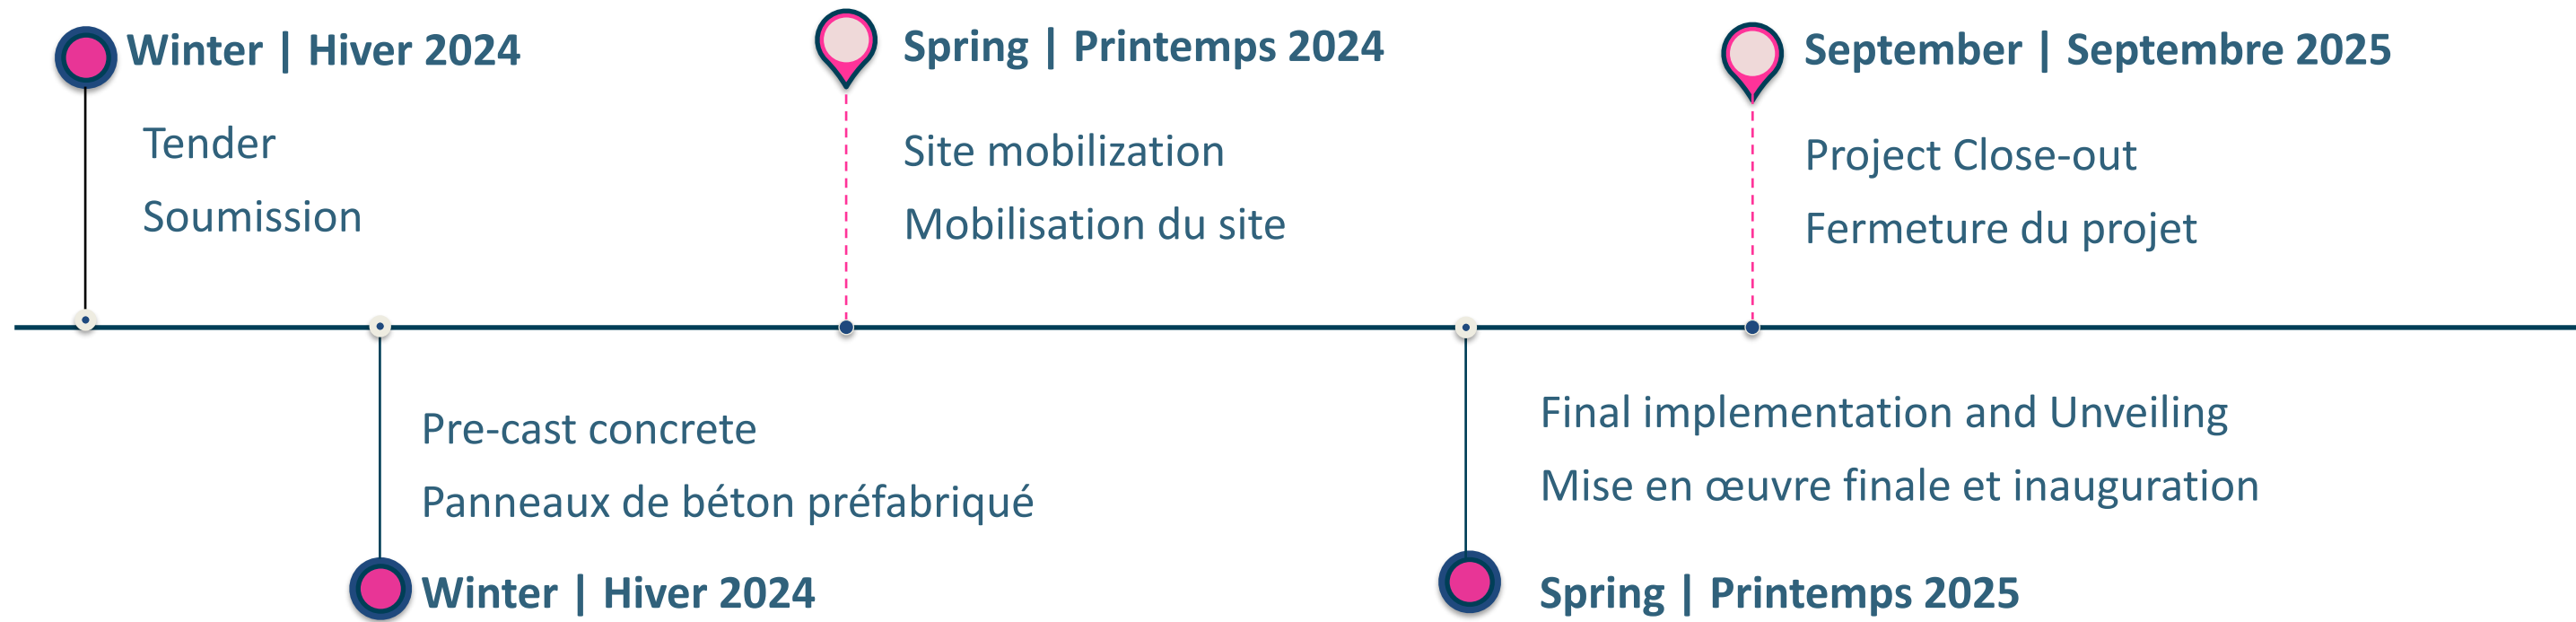 Winter | Hiver 2024
Tender
Soumission
Spring | Printemps 2024
Site mobilization
Mobilisation du site
September | Septembre 2025
Project Close-out
Fermeture du projet
Pre-cast concrete
Panneaux de béton préfabriqué
Winter | Hiver 2024
Final implementation and Unveiling
Mise en œuvre finale et inauguration
Spring | Printemps 2025